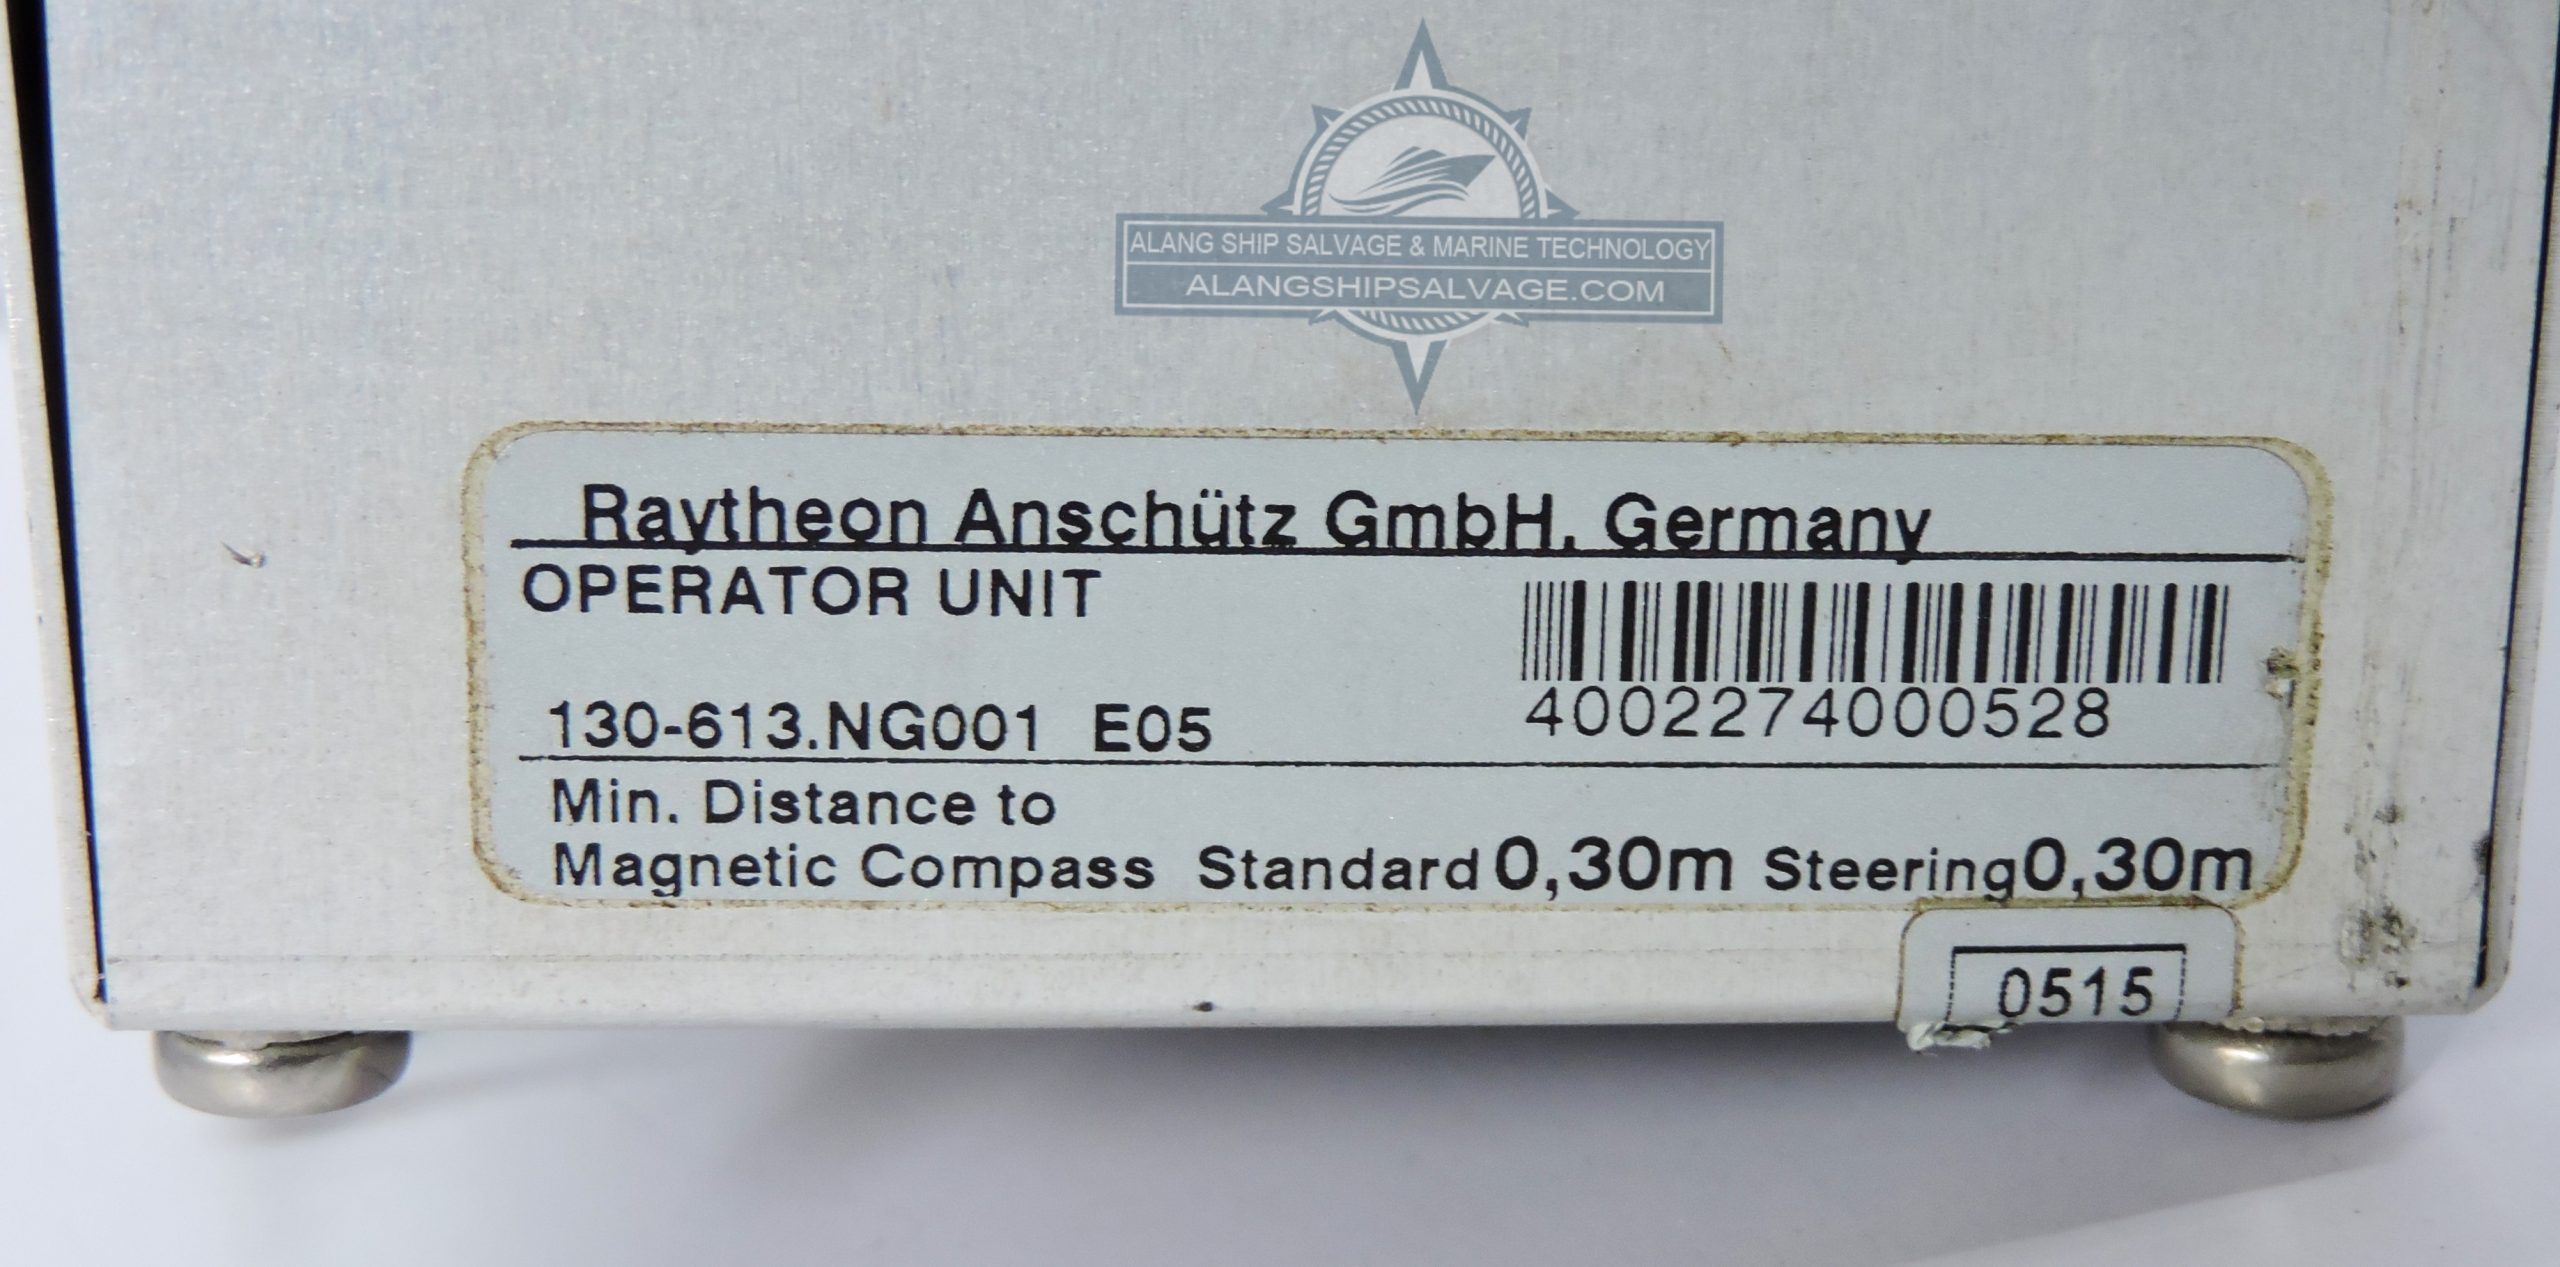 ALANG SHIP SALVAGE & MARINE TECHNOLOGY
ALANGSHIPSALVAGE.COM
Raytheon Anschütz GmbH, Germany
OPERATOR UNIT
130-613.NG001 E05
4002274000528
Min. Distance to
Magnetic Compass Standard 0,30m Steering 0,30m
0515